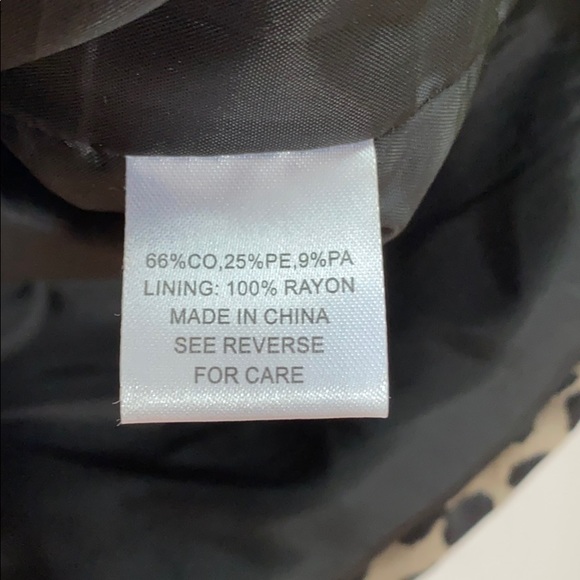 66%CO,25%PE,9%PA
LINING: 100% RAYON
MADE IN CHINA
SEE REVERSE
FOR CARE